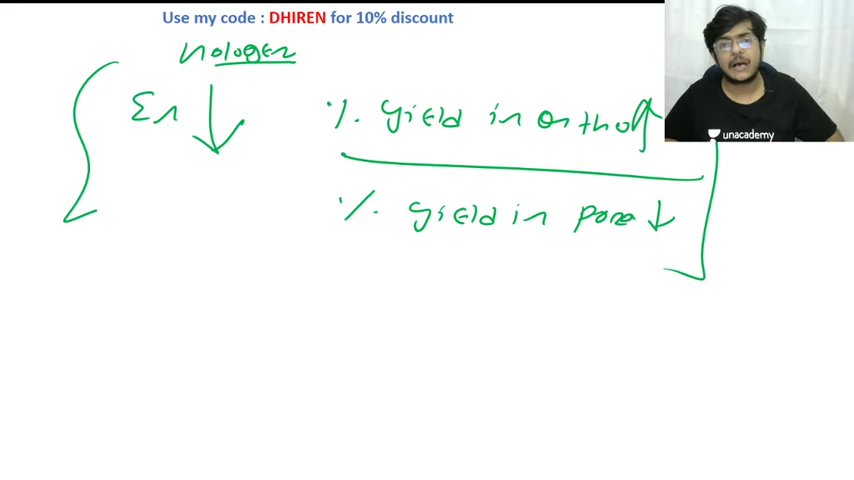 Use my code : DHIREN for 10% discount
Halogen
EN ↓
% yield in ortho ↑
% yield in para ↓
unacademy